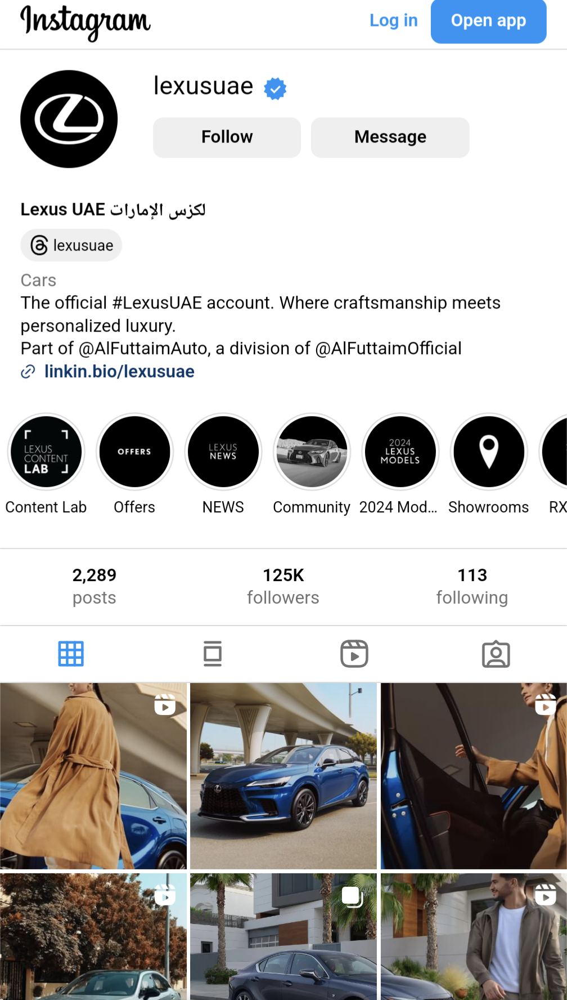 Instagram
Log in
Open app
lexusuae
Follow
Message
Lexus UAE لكزس الإمارات
lexusuae
Cars
The official #LexusUAE account. Where craftsmanship meets
personalized luxury.
Part of @AlFuttaimAuto, a division of @AlFuttaimOfficial
linkin.bio/lexusuae
LEXUS
CONTENT
LAB
OFFERS
LEXUS
NEWS
2024
LEXUS
MODELS
Content Lab
Offers
NEWS
Community
2024 Mod...
Showrooms
RX
2,289
posts
125K
followers
113
following